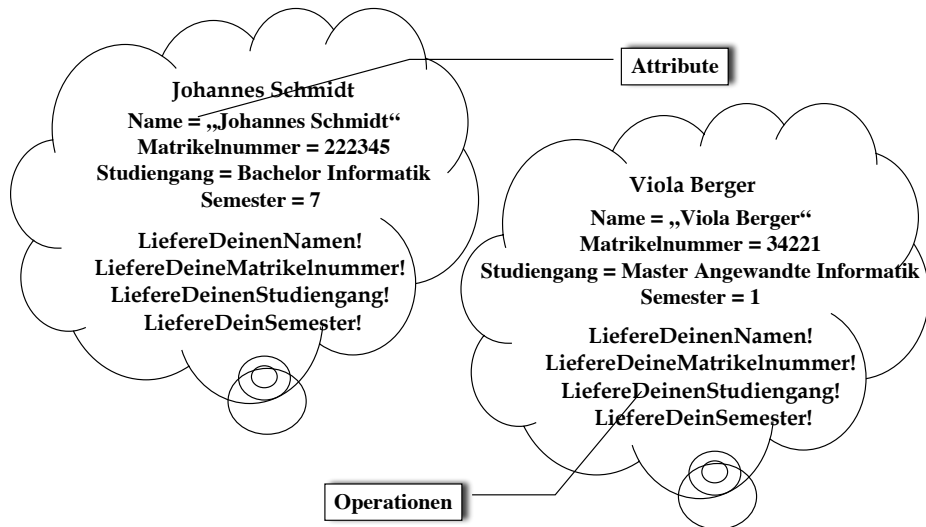 Attribute
Johannes Schmidt
Name = „Johannes Schmidt“
Matrikelnummer = 222345
Studiengang = Bachelor Informatik
Semester = 7
LiefereDeinenNamen!
LiefereDeineMatrikelnummer!
LiefereDeinenStudiengang!
LiefereDeinSemester!
Viola Berger
Name = „Viola Berger“
Matrikelnummer = 34221
Studiengang = Master Angewandte Informatik
Semester = 1
LiefereDeinenNamen!
LiefereDeineMatrikelnummer!
LiefereDeinenStudiengang!
LiefereDeinSemester!
Operationen